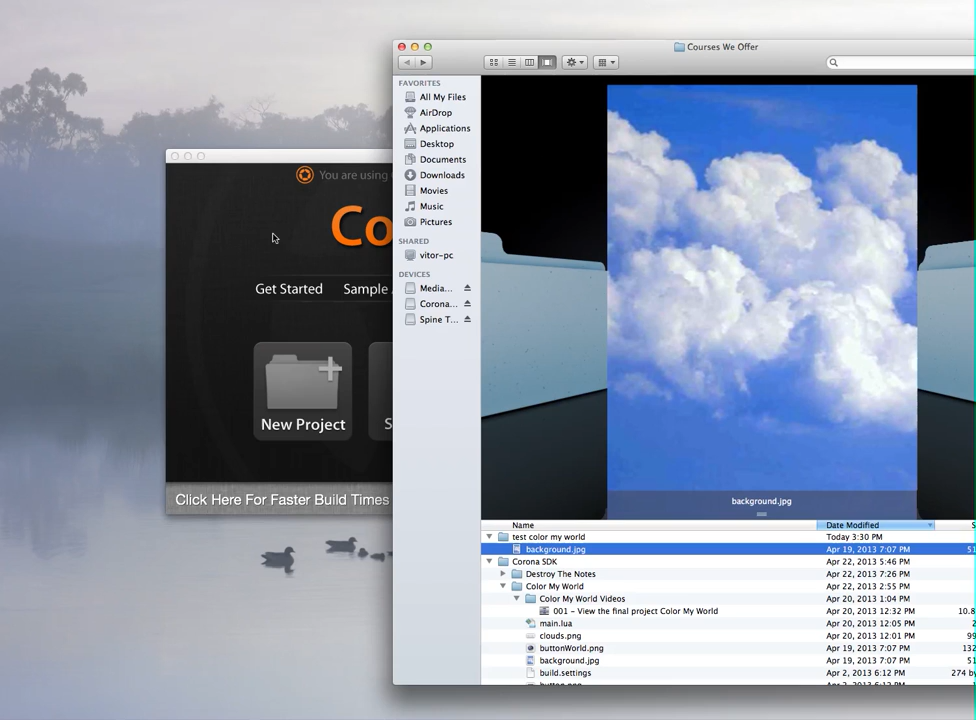 Courses We Offer
FAVORITES
All My Files
AirDrop
Applications
Desktop
Documents
Downloads
Movies
Music
Pictures
SHARED
vitor-pc
DEVICES
Media...
Corona...
Spine T...
You are using
Co
Get Started
Sample
New Project
S
Click Here For Faster Build Times
background.jpg
Name Date Modified S
test color my world Today 3:30 PM
background.jpg Apr 19, 2013 7:07 PM 51
Corona SDK Apr 22, 2013 5:46 PM
Destroy The Notes Apr 22, 2013 7:26 PM
Color My World Apr 22, 2013 2:55 PM
Color My World Videos Apr 20, 2013 1:04 PM
001 - View the final project Color My World Apr 20, 2013 12:32 PM 10.8
main.lua Apr 20, 2013 12:05 PM 2
clouds.png Apr 20, 2013 12:01 PM 99
buttonWorld.png Apr 19, 2013 7:07 PM 132
background.jpg Apr 19, 2013 7:07 PM 51
build.settings Apr 2, 2013 6:12 PM 274 by